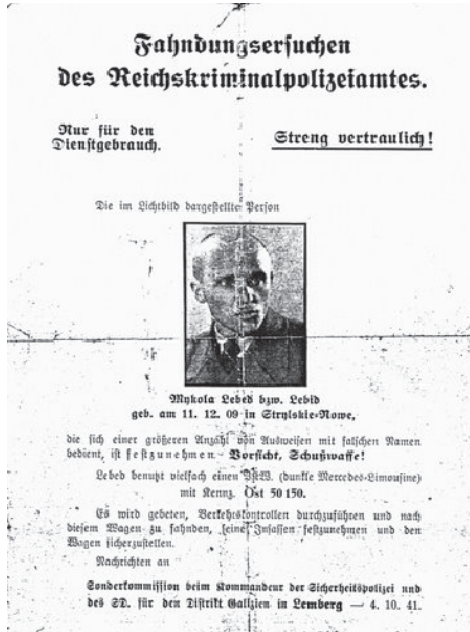 Fahndungsersuchen
des Reichskriminalpolizeiamtes.
Nur für den
Dienstgebrauch.
Streng vertraulich!
Die im Lichtbild dargestellte Person
Mykola Lebed bzw. Lebid
geb. am 11. 12. 09 in Strylskie-Nowe,
die sich einer größeren Anzahl von Ausweisen mit falschen Namen
bedient, ist festzunehmen – Vorsicht, Schußwaffe!
Lebed benutzt vielfach einen PKW. (dunkle Mercedes-Limousine)
mit Kennz. Ost 50 150.
Es wird gebeten, Verkehrskontrollen durchzuführen und nach
diesem Wagen zu fahnden, seine Insassen festzunehmen und den
Wagen sicherzustellen.
Nachrichten an
Sonderkommission beim Kommandeur der Sicherheitspolizei und
des SD. für den Distrikt Galizien in Lemberg — 4. 10. 41.